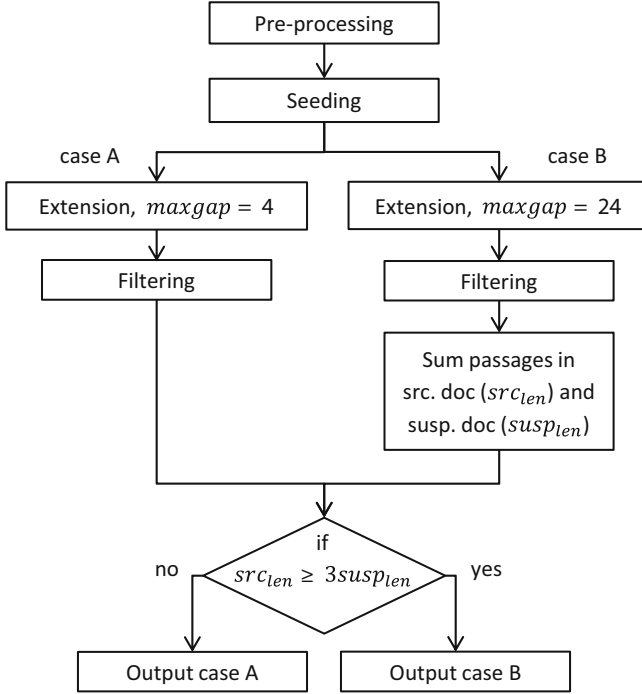 Pre-processing
Seeding
case A
case B
Extension, maxgap = 4
Extension, maxgap = 24
Filtering
Filtering
Sum passages in
src. doc (src_len) and
susp. doc (susp_len)
if
no
src_len ≥ 3susp_len
yes
Output case A
Output case B